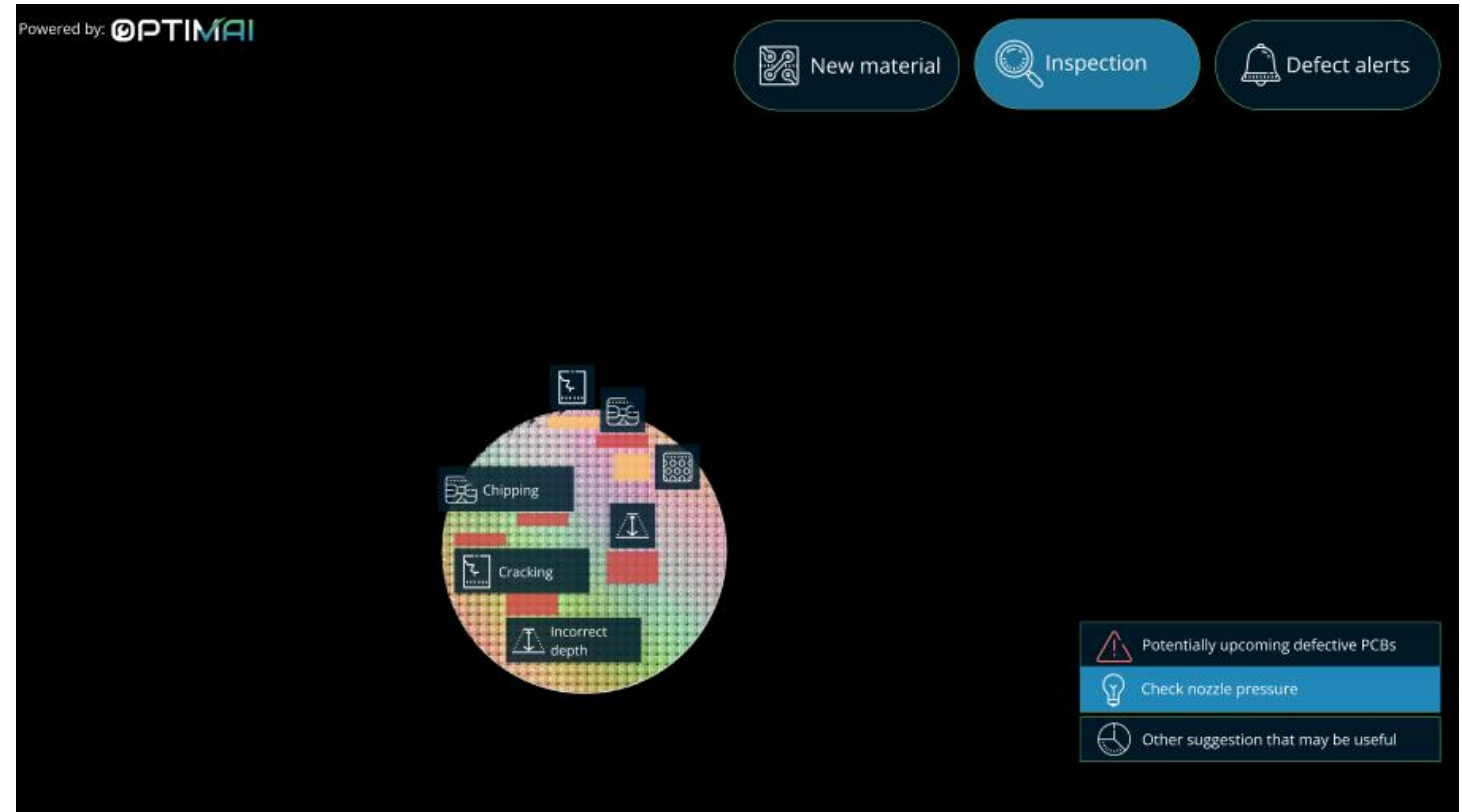 Powered by: OPTIMAI
New material
Inspection
Defect alerts
Chipping
Cracking
Incorrect
depth
Potentially upcoming defective PCBs
Check nozzle pressure
Other suggestion that may be useful